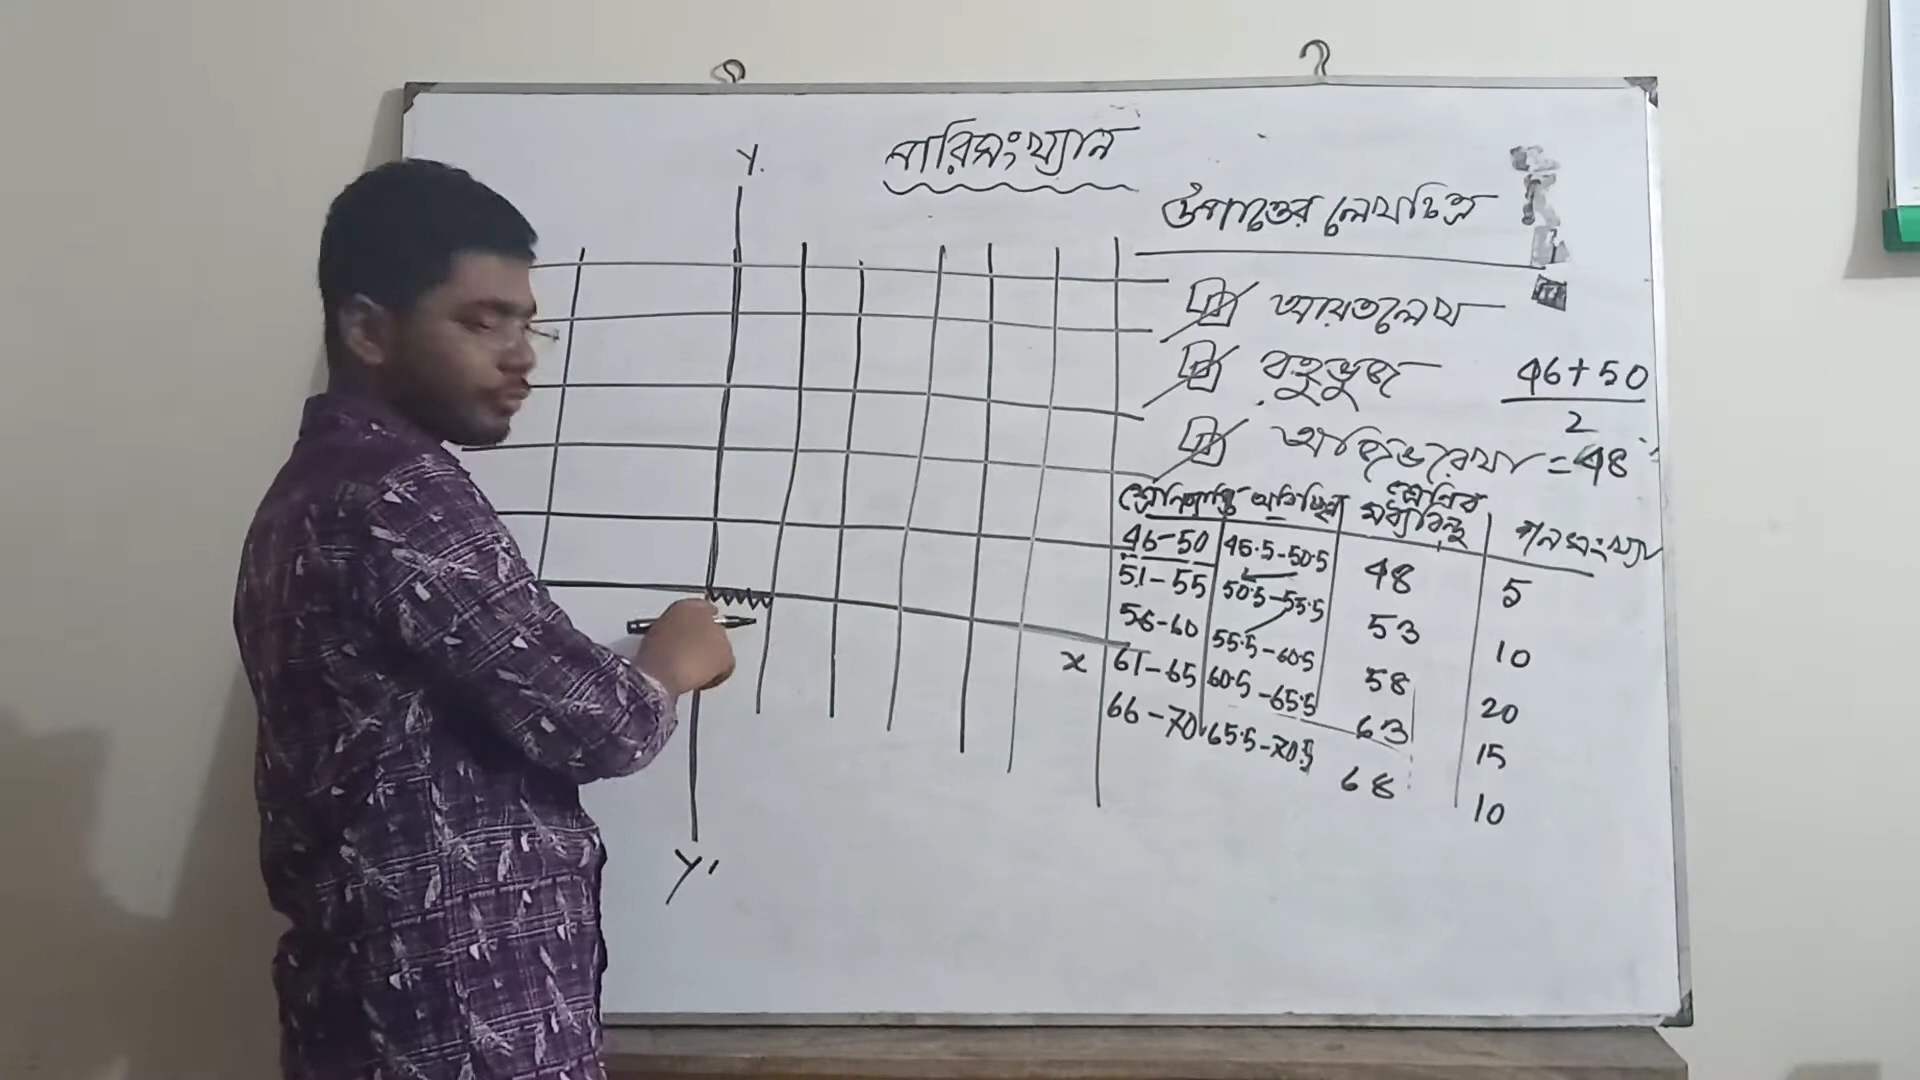 পরিসংখ্যান
উপাত্তের লেখচিত্র
আয়তলেখ
বহুভুজ
অজিভরেখা
46+50
2
=48
শ্রেনিব্যাপ্তি অবিচ্ছিন্ন শ্রেনির মধ্যবিন্দু গনসংখ্যা
46-50 45.5-50.5 48 5
51-55 50.5-55.5 53 10
56-60 55.5-60.5 58 20
61-65 60.5-65.5 63 15
66-70 65.5-70.5 68 10
Y
x
Y'